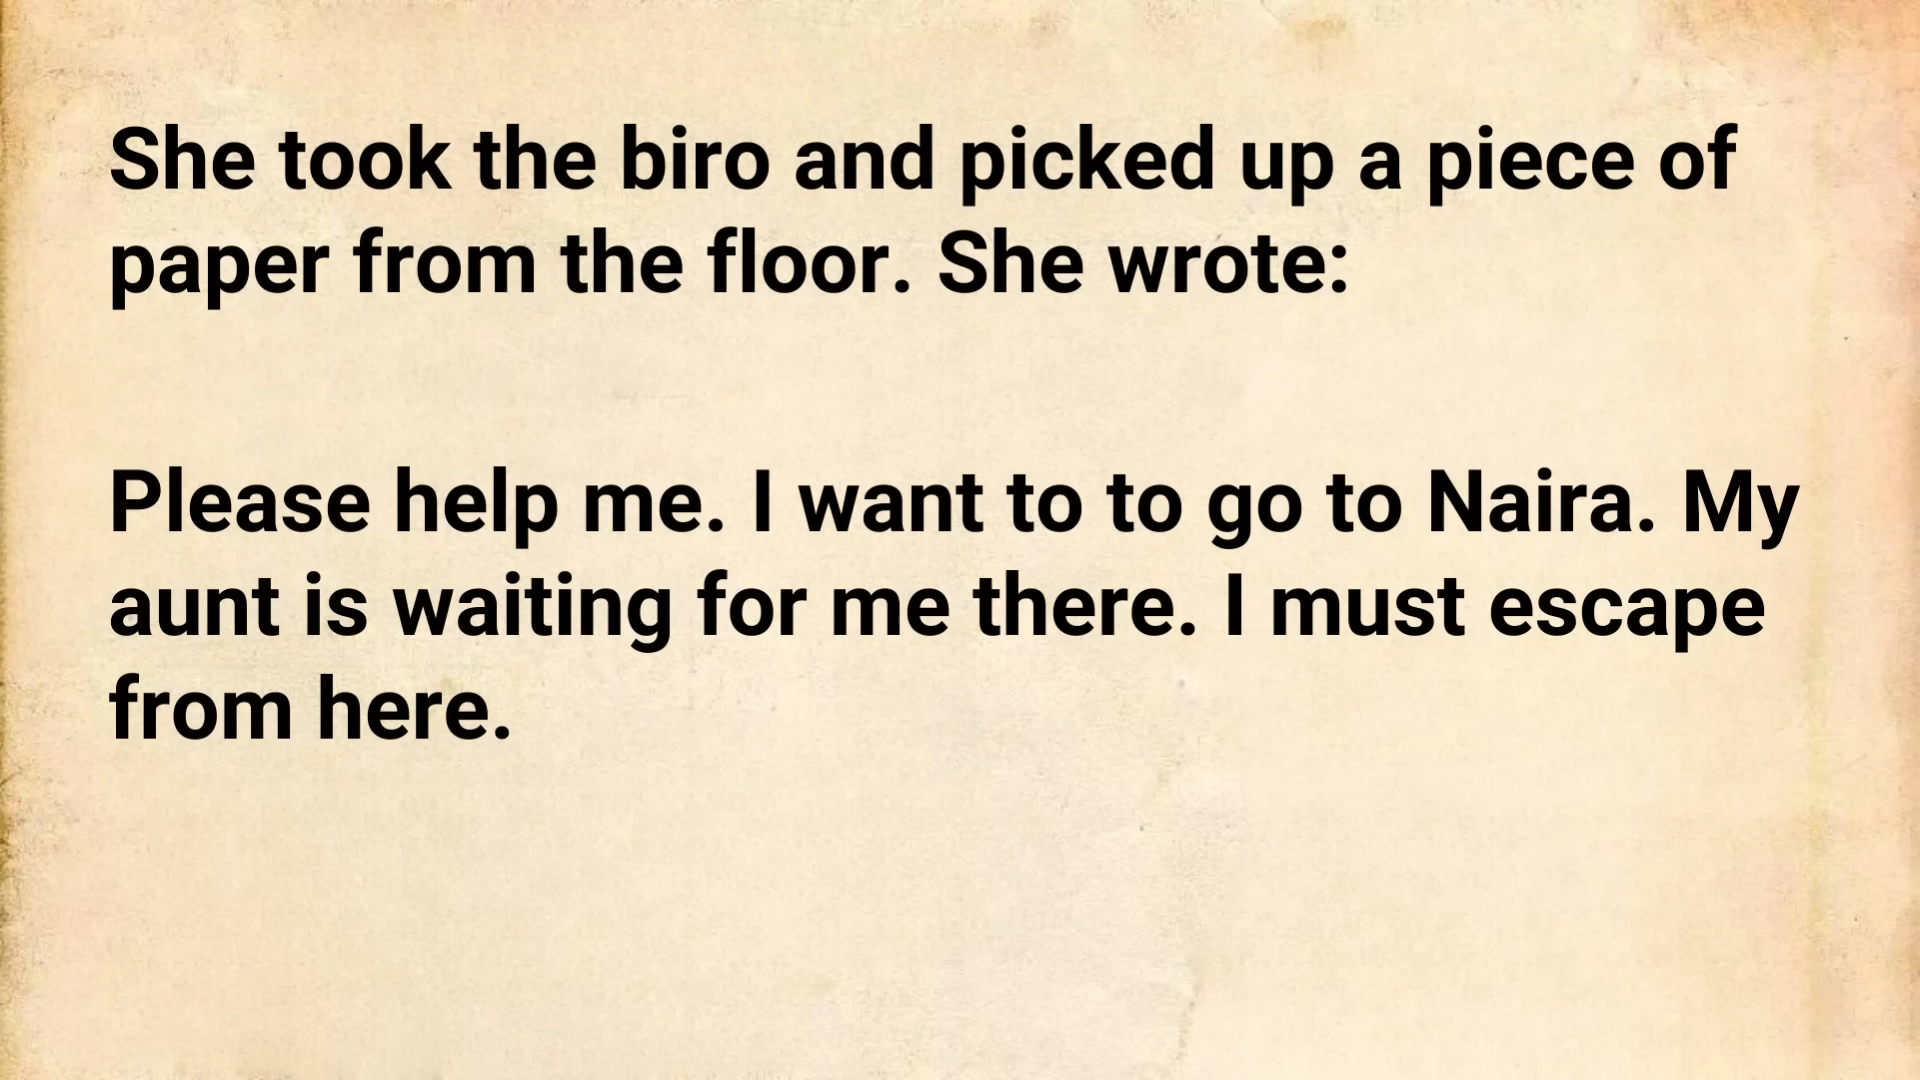 She took the biro and picked up a piece of
paper from the floor. She wrote:
Please help me. I want to to go to Naira. My
aunt is waiting for me there. I must escape
from here.